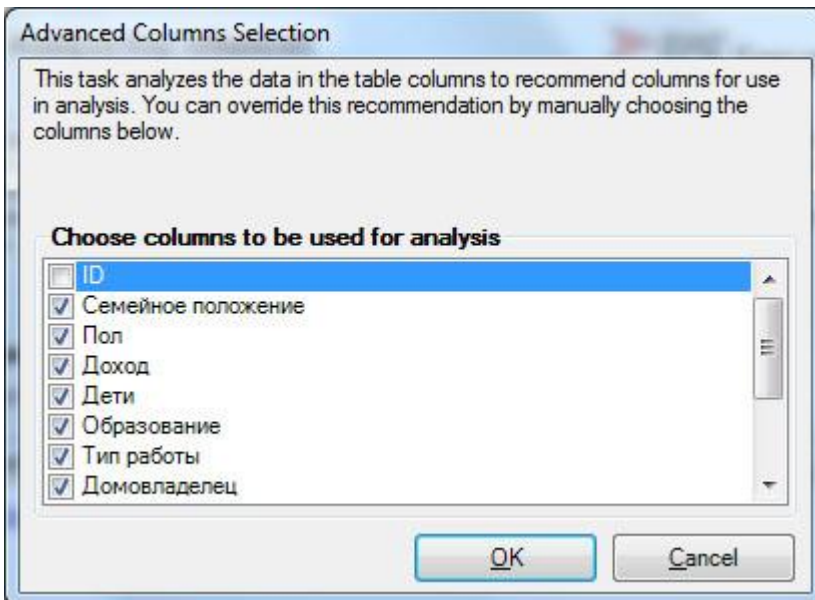 Advanced Columns Selection
This task analyzes the data in the table columns to recommend columns for use
in analysis. You can override this recommendation by manually choosing the
columns below.
Choose columns to be used for analysis
ID
Семейное положение
Пол
Доход
Дети
Образование
Тип работы
Домовладелец
OK
Cancel